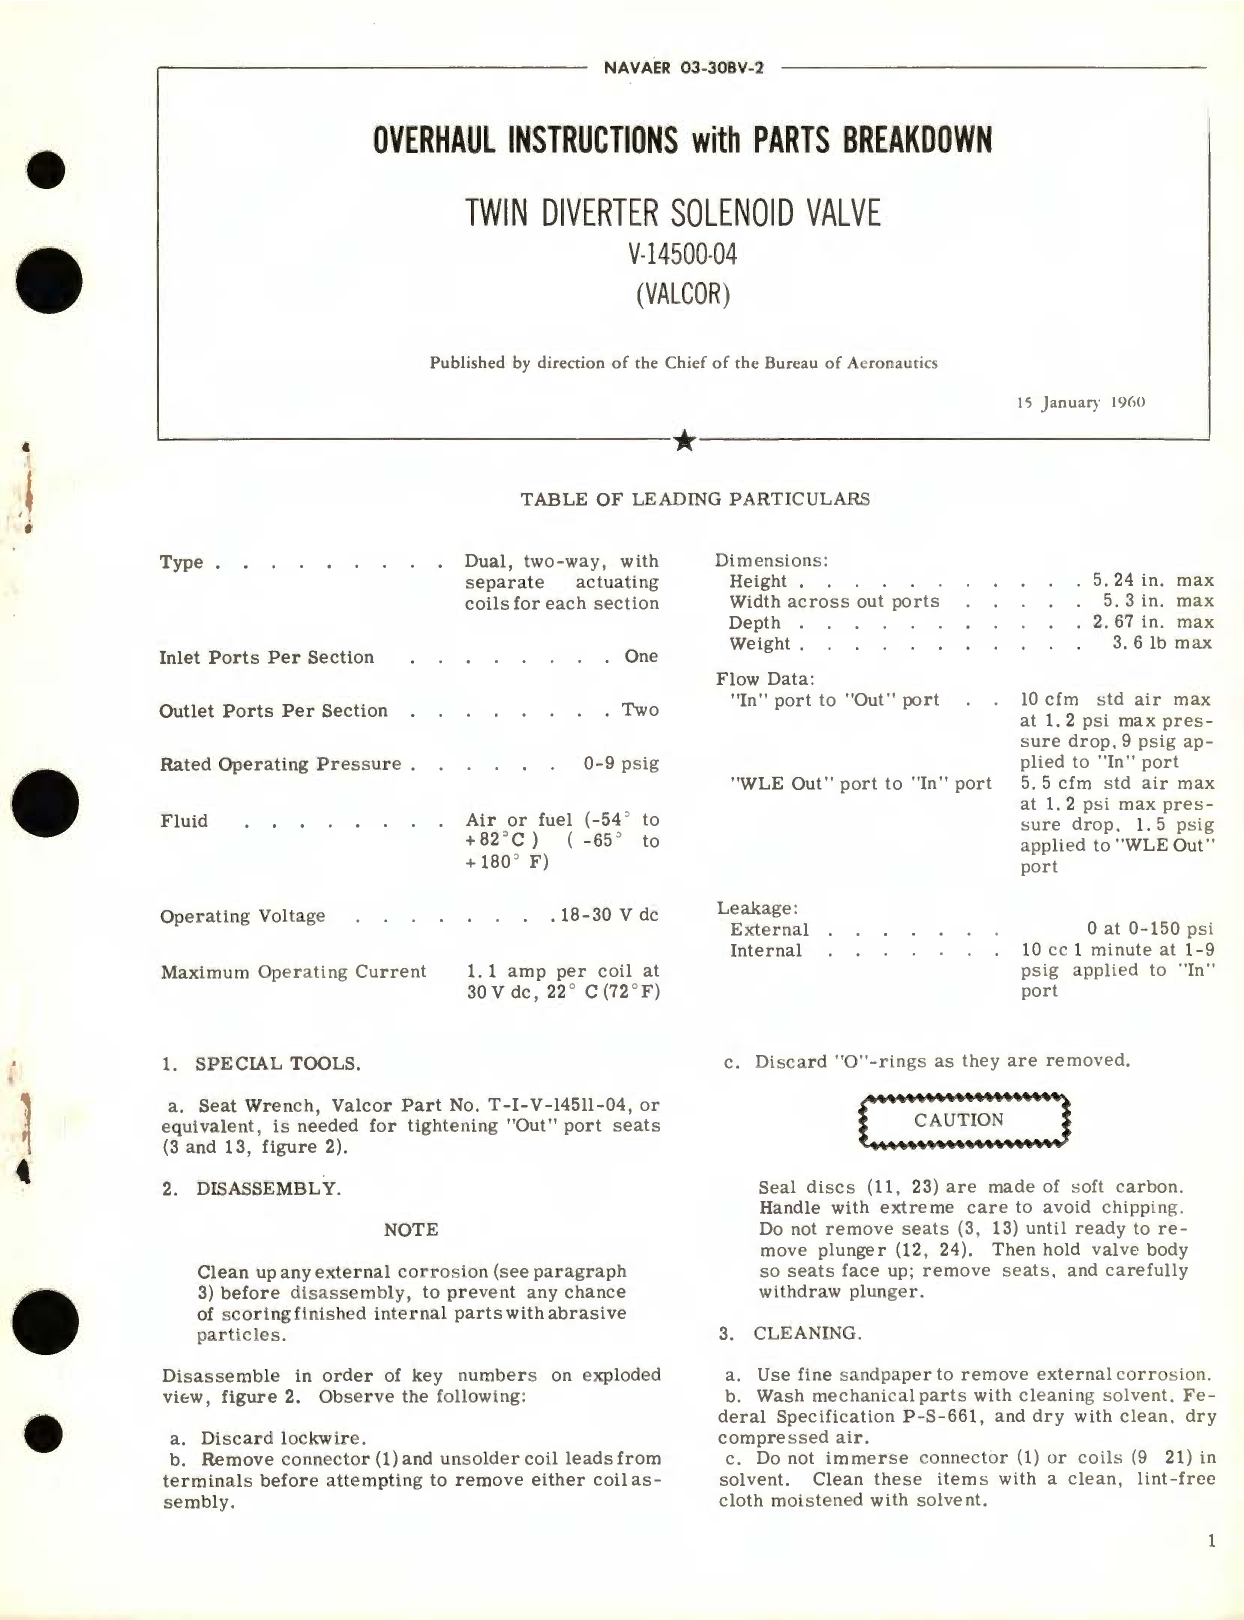 NAVAER 03-30BV-2
OVERHAUL INSTRUCTIONS with PARTS BREAKDOWN
TWIN DIVERTER SOLENOID VALVE
V-14500-04
(VALCOR)
Published by direction of the Chief of the Bureau of Aeronautics
15 January 1960
TABLE OF LEADING PARTICULARS
Type . . . . . . . . . Dual, two-way, with
separate actuating
coils for each section
Inlet Ports Per Section . . . . . . . . One
Outlet Ports Per Section . . . . . . . . Two
Rated Operating Pressure . . . . . . 0-9 psig
Fluid . . . . . . . . Air or fuel (-54° to
+82°C ) ( -65° to
+180° F)
Operating Voltage . . . . . . . . 18-30 V dc
Maximum Operating Current 1.1 amp per coil at
30 V dc, 22° C (72°F)
Dimensions:
Height . . . . . . . . . . . 5.24 in. max
Width across out ports . . . . . 5.3 in. max
Depth . . . . . . . . . . . 2.67 in. max
Weight . . . . . . . . . . . 3.6 lb max
Flow Data:
"In" port to "Out" port . . 10 cfm std air max
at 1.2 psi max pres-
sure drop, 9 psig ap-
plied to "In" port
"WLE Out" port to "In" port 5.5 cfm std air max
at 1.2 psi max pres-
sure drop, 1.5 psig
applied to "WLE Out"
port
Leakage:
External . . . . . . . 0 at 0-150 psi
Internal . . . . . . . 10 cc 1 minute at 1-9
psig applied to "In"
port
1. SPECIAL TOOLS.
a. Seat Wrench, Valcor Part No. T-I-V-14511-04, or
equivalent, is needed for tightening "Out" port seats
(3 and 13, figure 2).
2. DISASSEMBLY.
NOTE
Clean up any external corrosion (see paragraph
3) before disassembly, to prevent any chance
of scoring finished internal parts with abrasive
particles.
Disassemble in order of key numbers on exploded
view, figure 2. Observe the following:
a. Discard lockwire.
b. Remove connector (1) and unsolder coil leads from
terminals before attempting to remove either coil as-
sembly.
c. Discard "O"-rings as they are removed.
CAUTION
Seal discs (11, 23) are made of soft carbon.
Handle with extreme care to avoid chipping.
Do not remove seats (3, 13) until ready to re-
move plunger (12, 24). Then hold valve body
so seats face up; remove seats, and carefully
withdraw plunger.
3. CLEANING.
a. Use fine sandpaper to remove external corrosion.
b. Wash mechanical parts with cleaning solvent, Fe-
deral Specification P-S-661, and dry with clean, dry
compressed air.
c. Do not immerse connector (1) or coils (9 21) in
solvent. Clean these items with a clean, lint-free
cloth moistened with solvent.
1